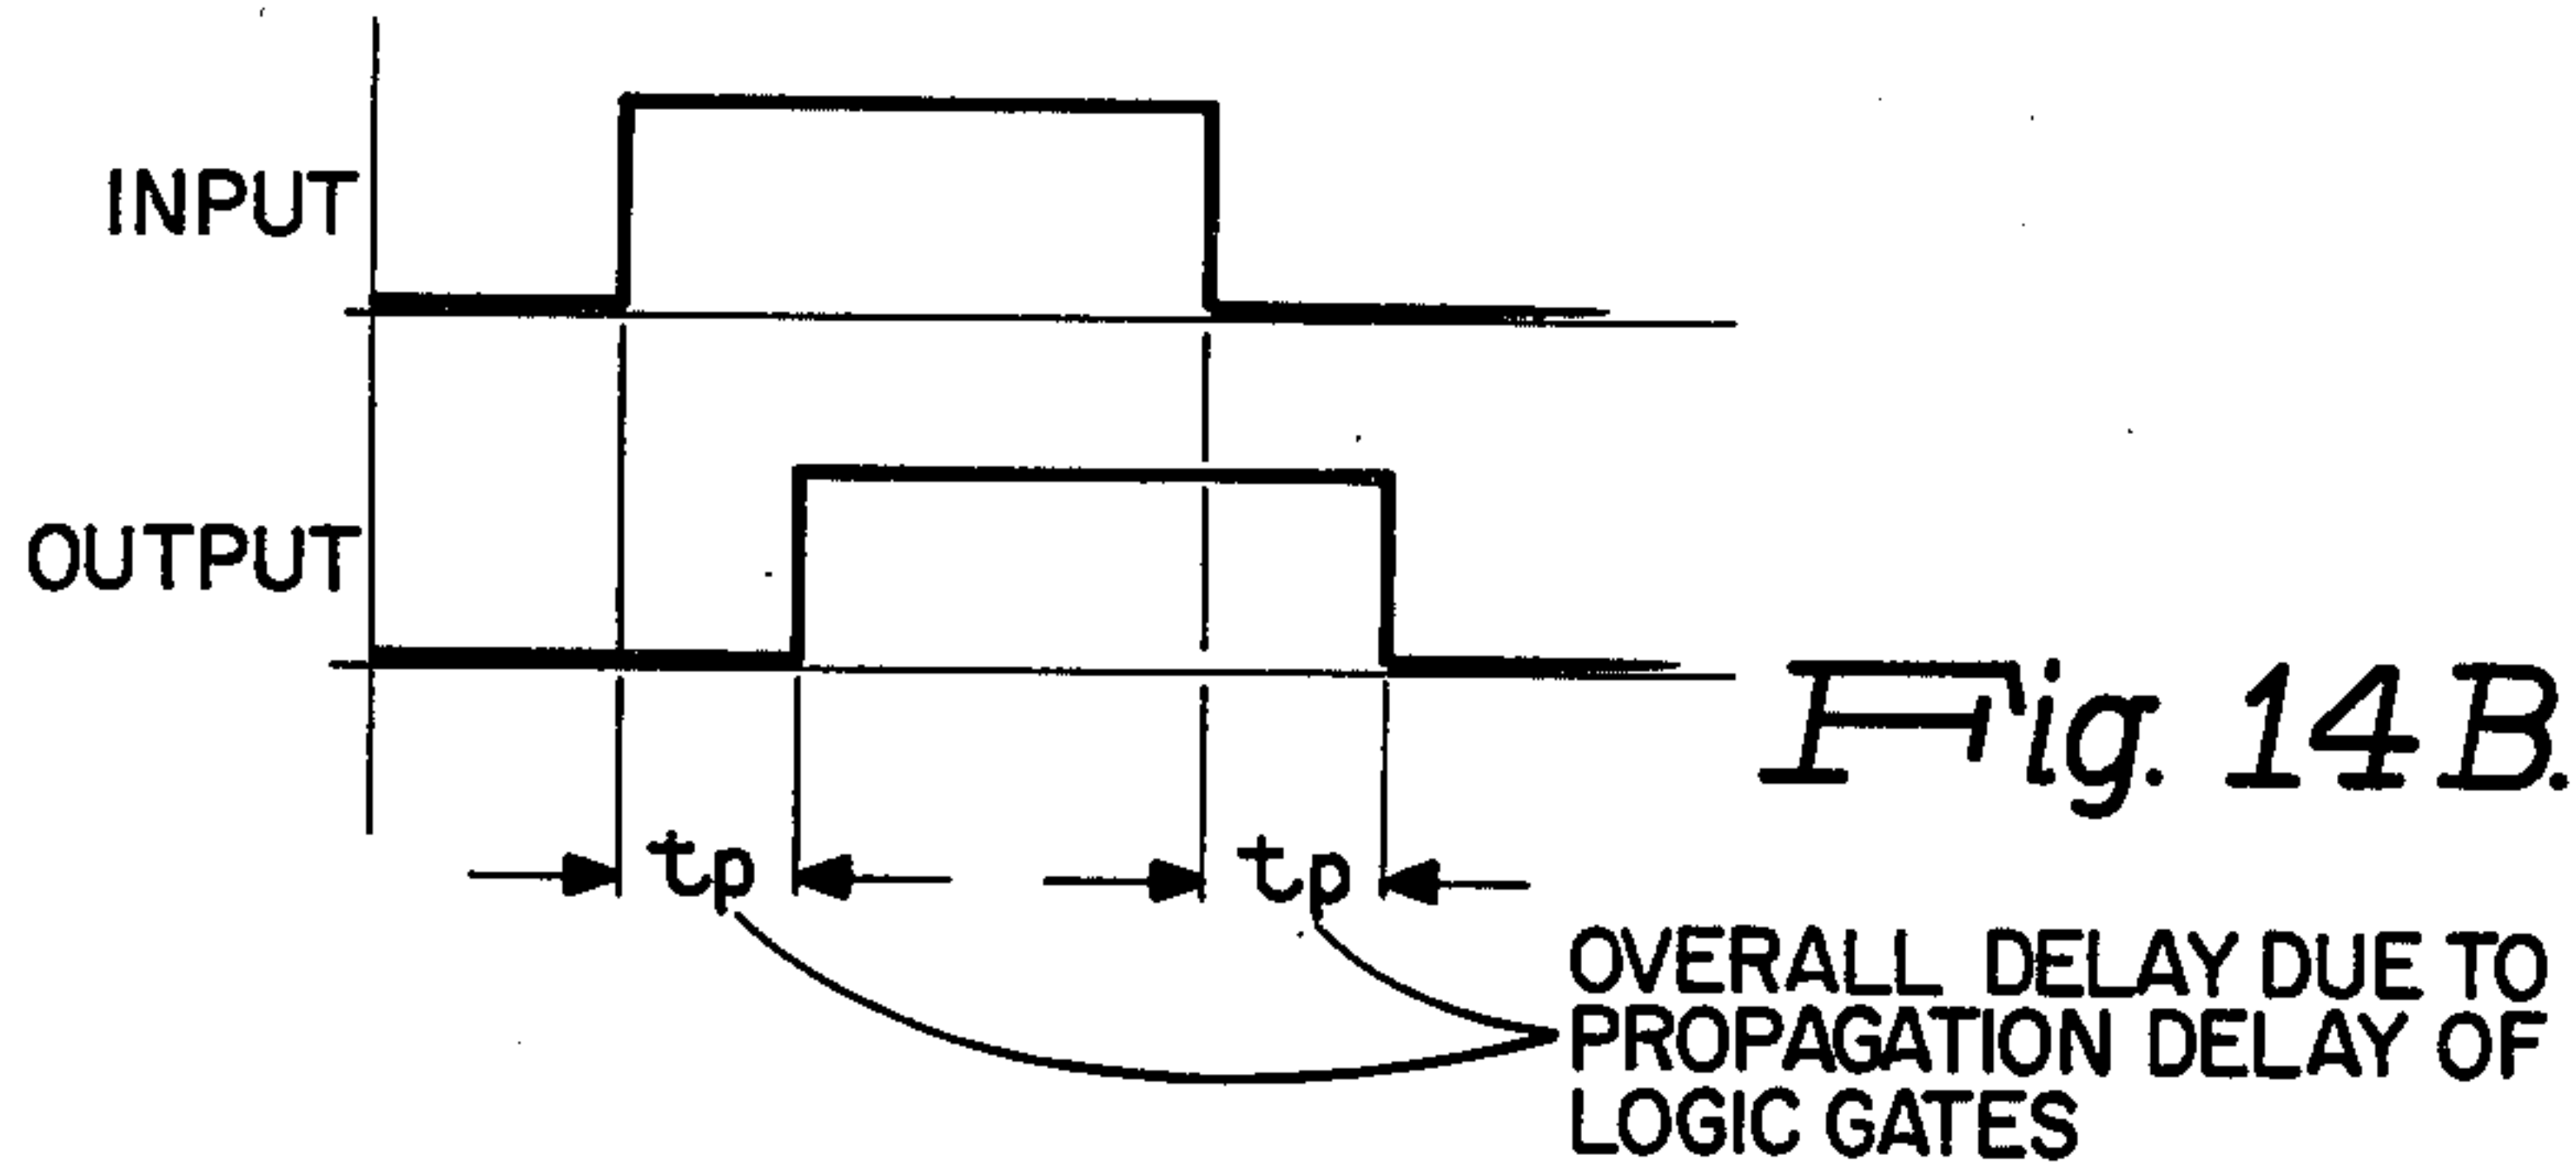 INPUT
OUTPUT
Fig. 14B.
tp
tp
OVERALL DELAY DUE TO
PROPAGATION DELAY OF
LOGIC GATES